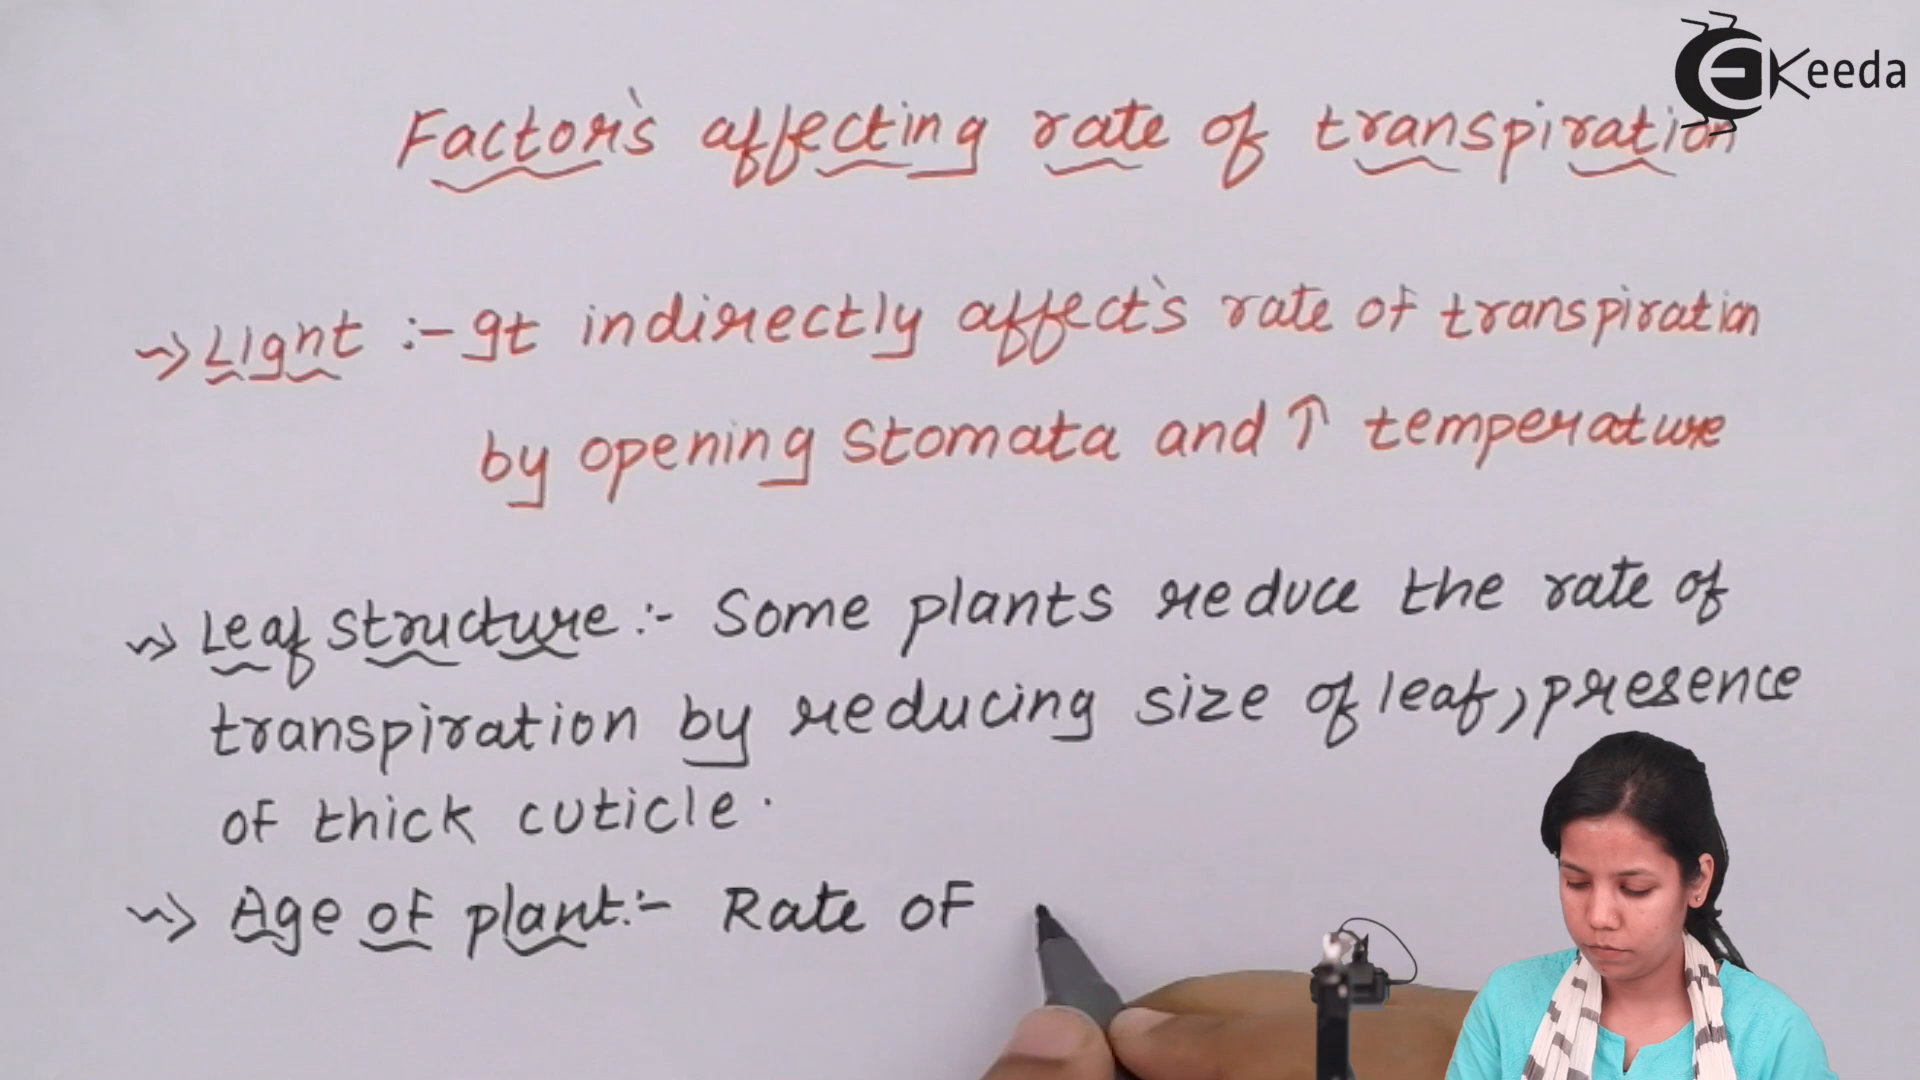 EKeeda
Factor's affecting rate of transpiration
~> Light :- It indirectly affect's rate of transpiration
by opening stomata and ↑ temperature
~> Leaf structure :- Some plants reduce the rate of
transpiration by reducing size of leaf, presence
of thick cuticle.
~> Age of plant :- Rate of